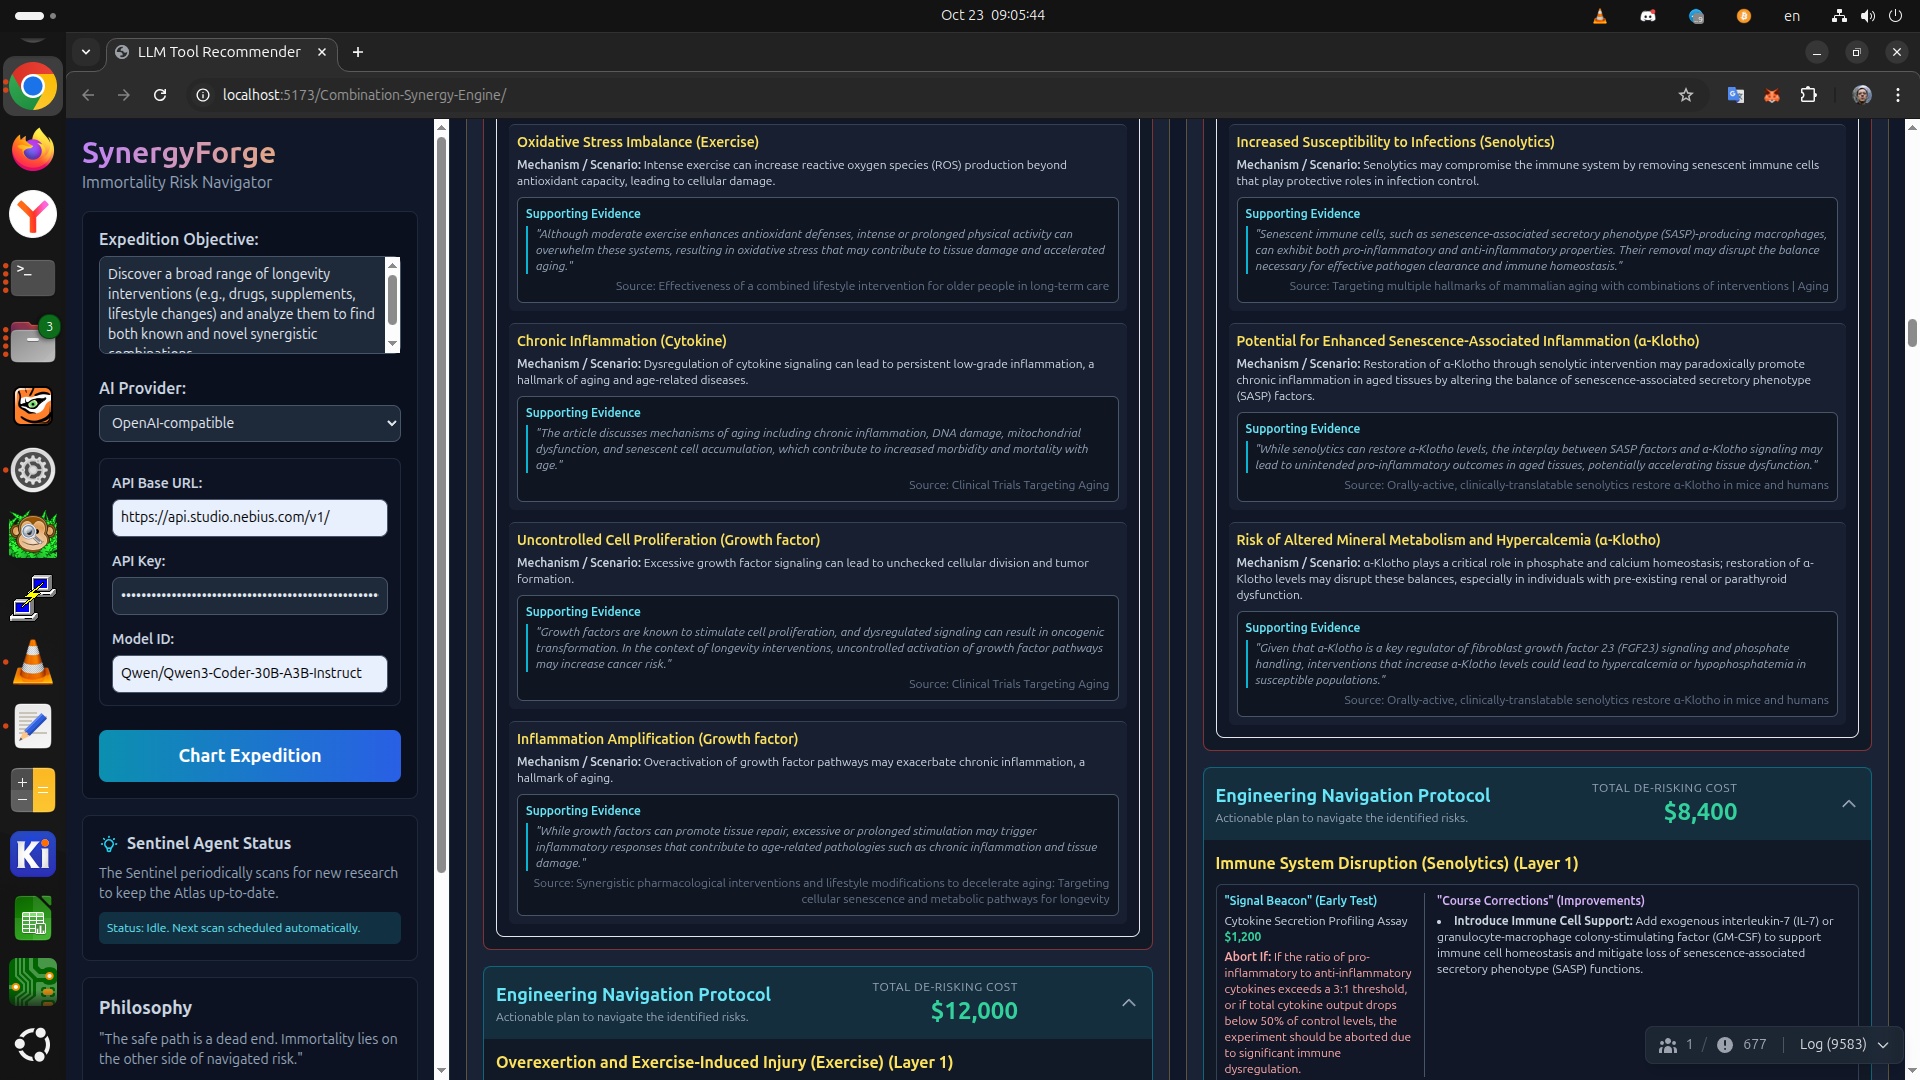 Oct 23  09:05:44
en
LLM Tool Recommender
localhost:5173/Combination-Synergy-Engine/
3
SynergyForge
Immortality Risk Navigator
Expedition Objective:
Discover a broad range of longevity
interventions (e.g., drugs, supplements,
lifestyle changes) and analyze them to find
both known and novel synergistic
combinations
AI Provider:
OpenAI-compatible
API Base URL:
https://api.studio.nebius.com/v1/
API Key:
Model ID:
Qwen/Qwen3-Coder-30B-A3B-Instruct
Chart Expedition
Sentinel Agent Status
The Sentinel periodically scans for new research
to keep the Atlas up-to-date.
Status: Idle. Next scan scheduled automatically.
Philosophy
"The safe path is a dead end. Immortality lies on
the other side of navigated risk."
Oxidative Stress Imbalance (Exercise)
Mechanism / Scenario: Intense exercise can increase reactive oxygen species (ROS) production beyond
antioxidant capacity, leading to cellular damage.
Supporting Evidence
"Although moderate exercise enhances antioxidant defenses, intense or prolonged physical activity can
overwhelm these systems, resulting in oxidative stress that may contribute to tissue damage and accelerated
aging."
Source: Effectiveness of a combined lifestyle intervention for older people in long-term care
Chronic Inflammation (Cytokine)
Mechanism / Scenario: Dysregulation of cytokine signaling can lead to persistent low-grade inflammation, a
hallmark of aging and age-related diseases.
Supporting Evidence
"The article discusses mechanisms of aging including chronic inflammation, DNA damage, mitochondrial
dysfunction, and senescent cell accumulation, which contribute to increased morbidity and mortality with
age."
Source: Clinical Trials Targeting Aging
Uncontrolled Cell Proliferation (Growth factor)
Mechanism / Scenario: Excessive growth factor signaling can lead to unchecked cellular division and tumor
formation.
Supporting Evidence
"Growth factors are known to stimulate cell proliferation, and dysregulated signaling can result in oncogenic
transformation. In the context of longevity interventions, uncontrolled activation of growth factor pathways
may increase cancer risk."
Source: Clinical Trials Targeting Aging
Inflammation Amplification (Growth factor)
Mechanism / Scenario: Overactivation of growth factor pathways may exacerbate chronic inflammation, a
hallmark of aging.
Supporting Evidence
"While growth factors can promote tissue repair, excessive or prolonged stimulation may trigger
inflammatory responses that contribute to age-related pathologies such as chronic inflammation and tissue
damage."
Source: Synergistic pharmacological interventions and lifestyle modifications to decelerate aging: Targeting
cellular senescence and metabolic pathways for longevity
Engineering Navigation Protocol
Actionable plan to navigate the identified risks.
TOTAL DE-RISKING COST
$12,000
Overexertion and Exercise-Induced Injury (Exercise) (Layer 1)
Increased Susceptibility to Infections (Senolytics)
Mechanism / Scenario: Senolytics may compromise the immune system by removing senescent immune cells
that play protective roles in infection control.
Supporting Evidence
"Senescent immune cells, such as senescence-associated secretory phenotype (SASP)-producing macrophages,
can exhibit both pro-inflammatory and anti-inflammatory properties. Their removal may disrupt the balance
necessary for effective pathogen clearance and immune homeostasis."
Source: Targeting multiple hallmarks of mammalian aging with combinations of interventions | Aging
Potential for Enhanced Senescence-Associated Inflammation (α-Klotho)
Mechanism / Scenario: Restoration of α-Klotho through senolytic intervention may paradoxically promote
chronic inflammation in aged tissues by altering the balance of senescence-associated secretory phenotype
(SASP) factors.
Supporting Evidence
"While senolytics can restore α-Klotho levels, the interplay between SASP factors and α-Klotho signaling may
lead to unintended pro-inflammatory outcomes in aged tissues, potentially accelerating tissue dysfunction."
Source: Orally-active, clinically-translatable senolytics restore α-Klotho in mice and humans
Risk of Altered Mineral Metabolism and Hypercalcemia (α-Klotho)
Mechanism / Scenario: α-Klotho plays a critical role in phosphate and calcium homeostasis; restoration of α-
Klotho levels may disrupt these balances, especially in individuals with pre-existing renal or parathyroid
dysfunction.
Supporting Evidence
"Given that α-Klotho is a key regulator of fibroblast growth factor 23 (FGF23) signaling and phosphate
handling, interventions that increase α-Klotho levels could lead to hypercalcemia or hypophosphatemia in
susceptible populations."
Source: Orally-active, clinically-translatable senolytics restore α-Klotho in mice and humans
Engineering Navigation Protocol
Actionable plan to navigate the identified risks.
TOTAL DE-RISKING COST
$8,400
Immune System Disruption (Senolytics) (Layer 1)
"Signal Beacon" (Early Test)
Cytokine Secretion Profiling Assay
$1,200
Abort If: If the ratio of pro-
inflammatory to anti-inflammatory
cytokines exceeds a 3:1 threshold,
or if total cytokine output drops
below 50% of control levels, the
experiment should be aborted due
to significant immune
dysregulation.
"Course Corrections" (Improvements)
• Introduce Immune Cell Support: Add exogenous interleukin-7 (IL-7) or
granulocyte-macrophage colony-stimulating factor (GM-CSF) to support
immune cell homeostasis and mitigate loss of senescence-associated
secretory phenotype (SASP) functions.
1 / 677 Log (9583)